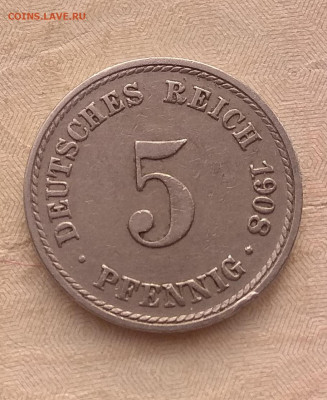 COINS.LAVE.RU
DEUTSCHES REICH 1908
5
· PFENNIG ·